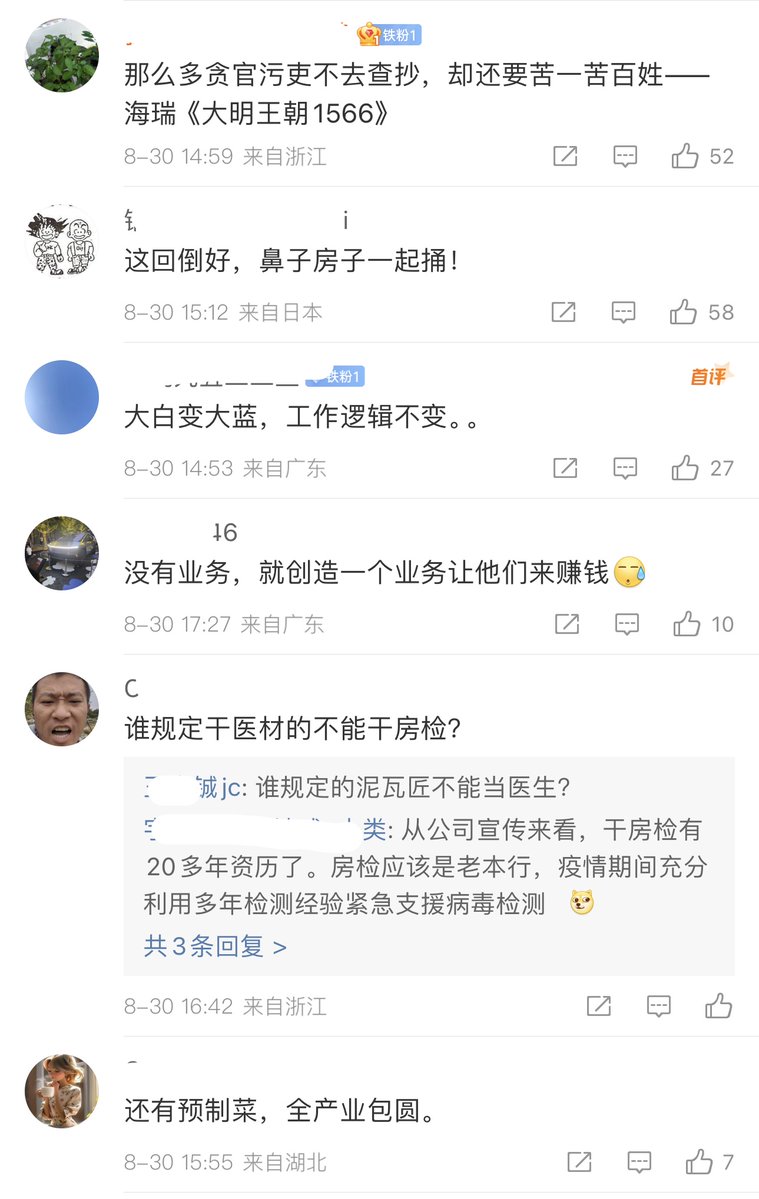 铁粉1
那么多贪官污吏不去查抄，却还要苦一苦百姓——
海瑞《大明王朝1566》
8-30 14:59 来自浙江
52
i
这回倒好，鼻子房子一起捅！
8-30 15:12 来自日本
58
铁粉1
首评
大白变大蓝，工作逻辑不变。。
8-30 14:53 来自广东
27
46
没有业务，就创造一个业务让他们来赚钱
8-30 17:27 来自广东
10
C
谁规定干医材的不能干房检？
诚jc: 谁规定的泥瓦匠不能当医生？
类: 从公司宣传来看，干房检有
20多年资历了。房检应该是老本行，疫情期间充分
利用多年检测经验紧急支援病毒检测
共3条回复 >
8-30 16:42 来自浙江
还有预制菜，全产业包圆。
8-30 15:55 来自湖北
7